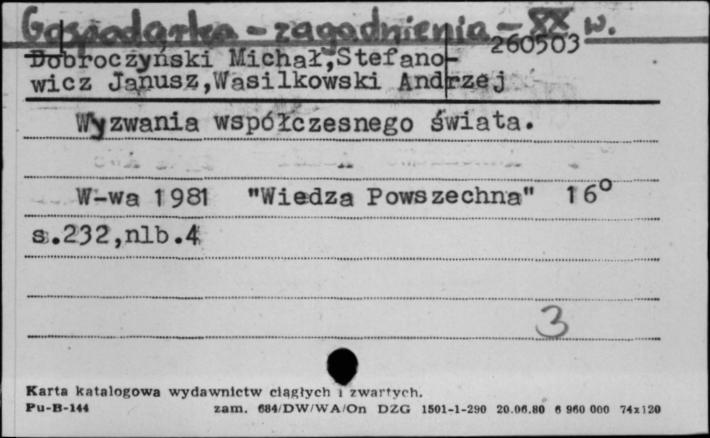 Gospodarka - zagadnienia - XX w.
260503
Dobroczyński Michał,Stefano-
wicz Janusz,Wasilkowski Andrzej
Wyzwania współczesnego świata.
W-wa 1981 "Wiedza Powszechna" 16°
s.232,nlb.4
3
Karta katalogowa wydawnictw ciągłych i zwartych.
Pu-B-144 zam. 684/DW/WA/On DZG 1501-1-290 20.06.80 6 960 000 74x120